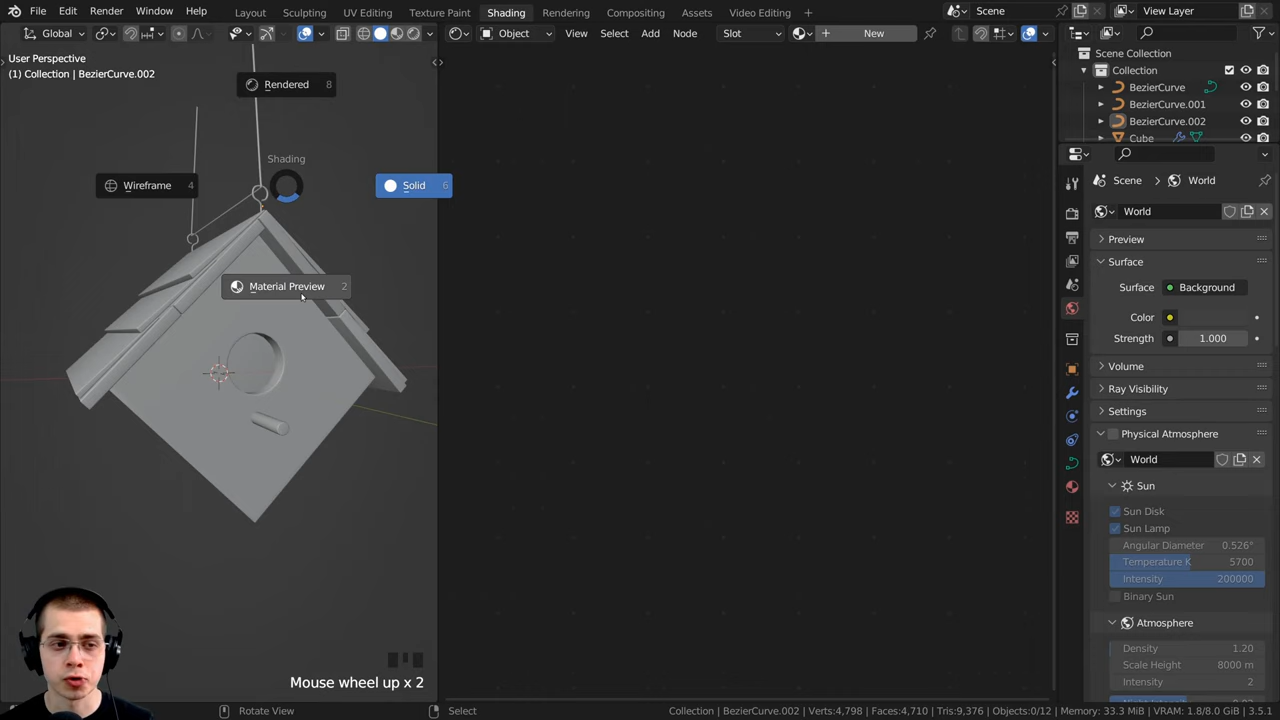 File Edit Render Window Help Layout Sculpting UV Editing Texture Paint Shading Rendering Compositing Assets Video Editing + Scene View Layer
Global Object View Select Add Node Slot New
User Perspective
(1) Collection | BezierCurve.002
Rendered 8
Shading
Wireframe 4
Solid 6
Material Preview 2
Scene Collection
Collection
BezierCurve
BezierCurve.001
BezierCurve.002
Cube
Scene > World
World
Preview
Surface
Surface Background
Color
Strength 1.000
Volume
Ray Visibility
Settings
Physical Atmosphere
World
Sun
Sun Disk
Sun Lamp
Angular Diameter 0.526°
Temperature K 5700
Intensity 200000
Binary Sun
Atmosphere
Density 1.20
Scale Height 8000 m
Intensity 2
Mouse wheel up x 2
Rotate View Select Collection | BezierCurve.002 | Verts:4,798 | Faces:4,710 | Tris:9,376 | Objects:0/12 | Memory: 33.3 MiB | VRAM: 1.8/8.0 GiB | 3.5.1